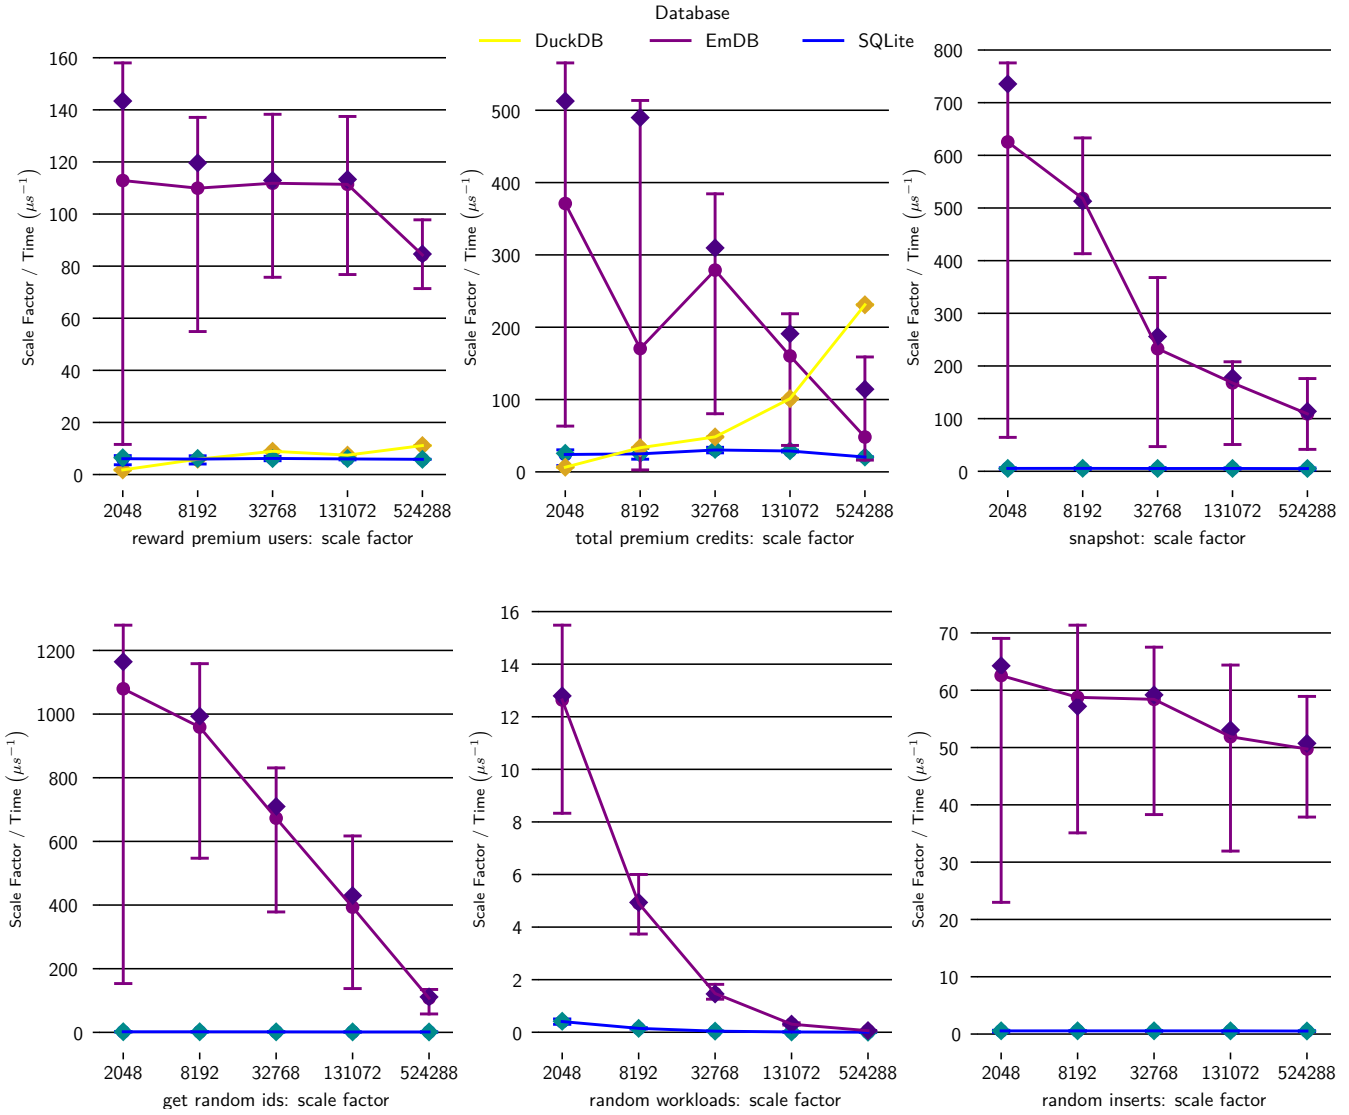 Database
DuckDB EmDB SQLite
160
140
120
100
80
60
40
20
0
Scale Factor / Time (μs⁻¹)
2048 8192 32768 131072 524288
reward premium users: scale factor
500
400
300
200
100
0
Scale Factor / Time (μs⁻¹)
2048 8192 32768 131072 524288
total premium credits: scale factor
800
700
600
500
400
300
200
100
0
Scale Factor / Time (μs⁻¹)
2048 8192 32768 131072 524288
snapshot: scale factor
1200
1000
800
600
400
200
0
Scale Factor / Time (μs⁻¹)
2048 8192 32768 131072 524288
get random ids: scale factor
16
14
12
10
8
6
4
2
0
Scale Factor / Time (μs⁻¹)
2048 8192 32768 131072 524288
random workloads: scale factor
70
60
50
40
30
20
10
0
Scale Factor / Time (μs⁻¹)
2048 8192 32768 131072 524288
random inserts: scale factor